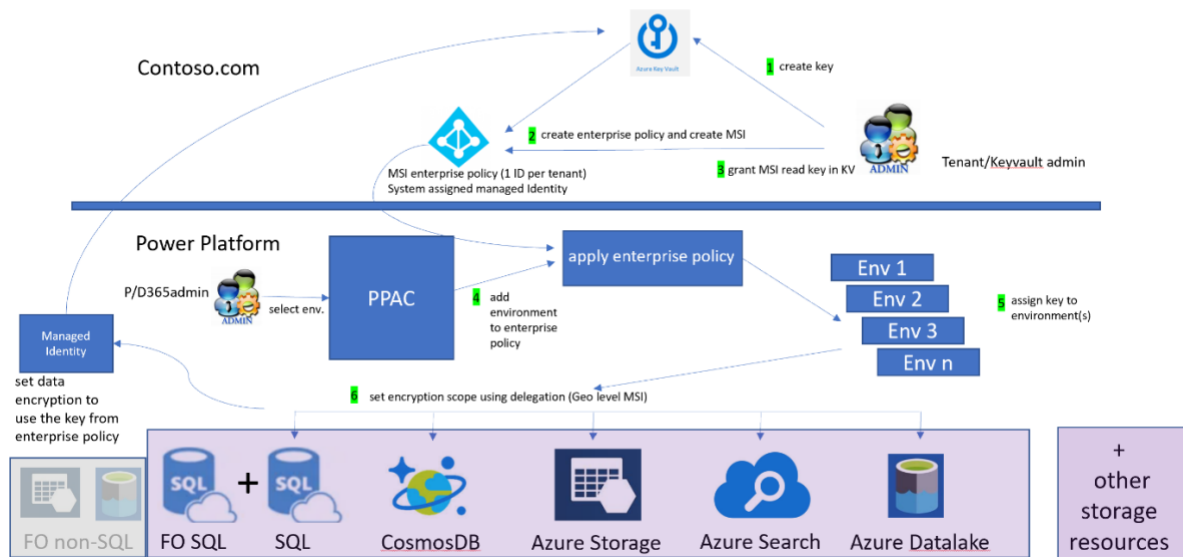 Contoso.com
Azure Key Vault
1 create key
2 create enterprise policy and create MSI
3 grant MSI read key in KV
ADMIN
Tenant/Keyvault admin
MSI enterprise policy (1 ID per tenant)
System assigned managed Identity
Power Platform
P/D365admin
ADMIN
select env.
PPAC
4 add
environment
to enterprise
policy
apply enterprise policy
Env 1
Env 2
Env 3
Env n
5 assign key to
environment(s)
Managed
Identity
set data
encryption to
use the key from
enterprise policy
6 set encryption scope using delegation (Geo level MSI)
FO non-SQL
SQL
FO SQL
+
SQL
SQL
CosmosDB
Azure Storage
Azure Search
Azure Datalake
+
other
storage
resources